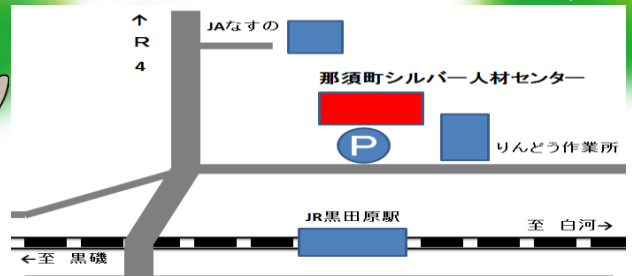 ↑
R
4
JAなすの
那須町シルバー人材センター
P
りんどう作業所
JR黒田原駅
至 白河→
←至 黒磯